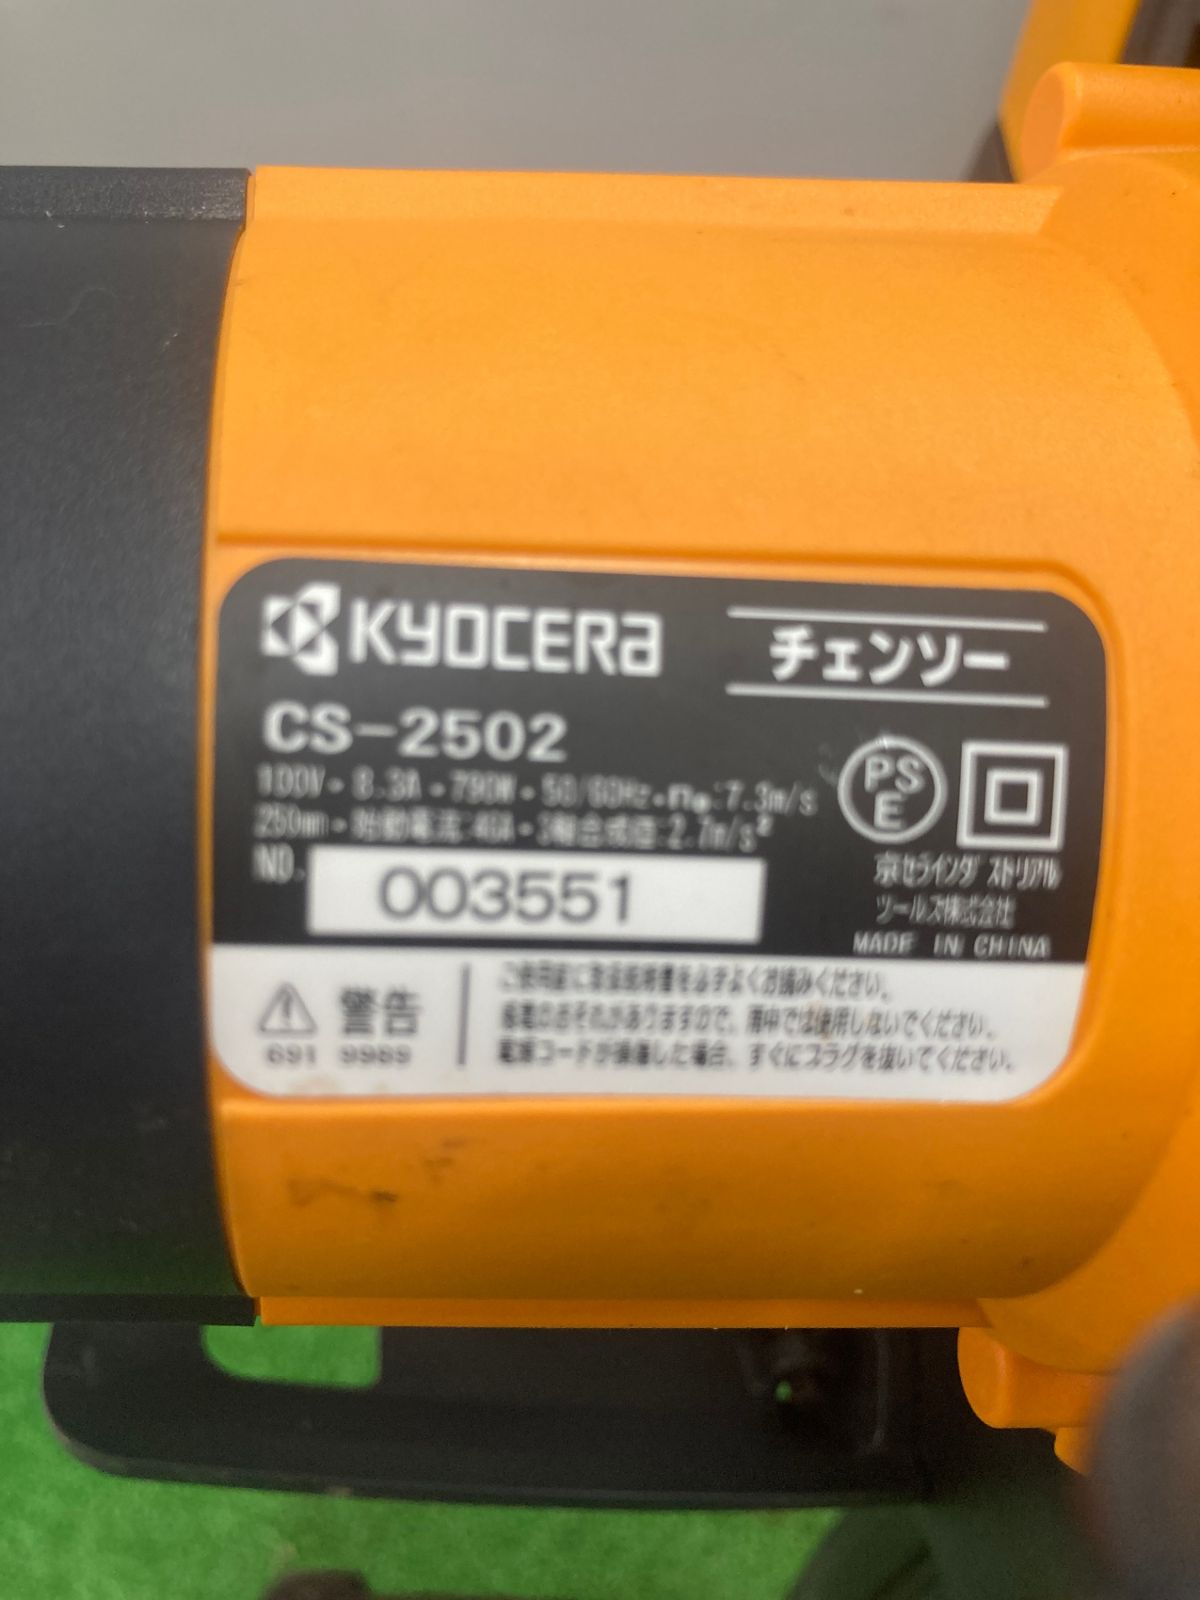 KYOCERA
チェンソー
CS-2502
100V・8.3A・790W・50/60Hz・n₀:7.3m/s
250mm・始動電流:40A・3軸合成値:2.7m/s²
NO. 003551
PS
E
京セラインダストリアル
ツールズ株式会社
MADE IN CHINA
警告
691 9989
ご使用前に取扱説明書を必ずよくお読みください。
感電のおそれがありますので、雨中では使用しないでください。
電源コードが損傷した場合、すぐにプラグを抜いてください。